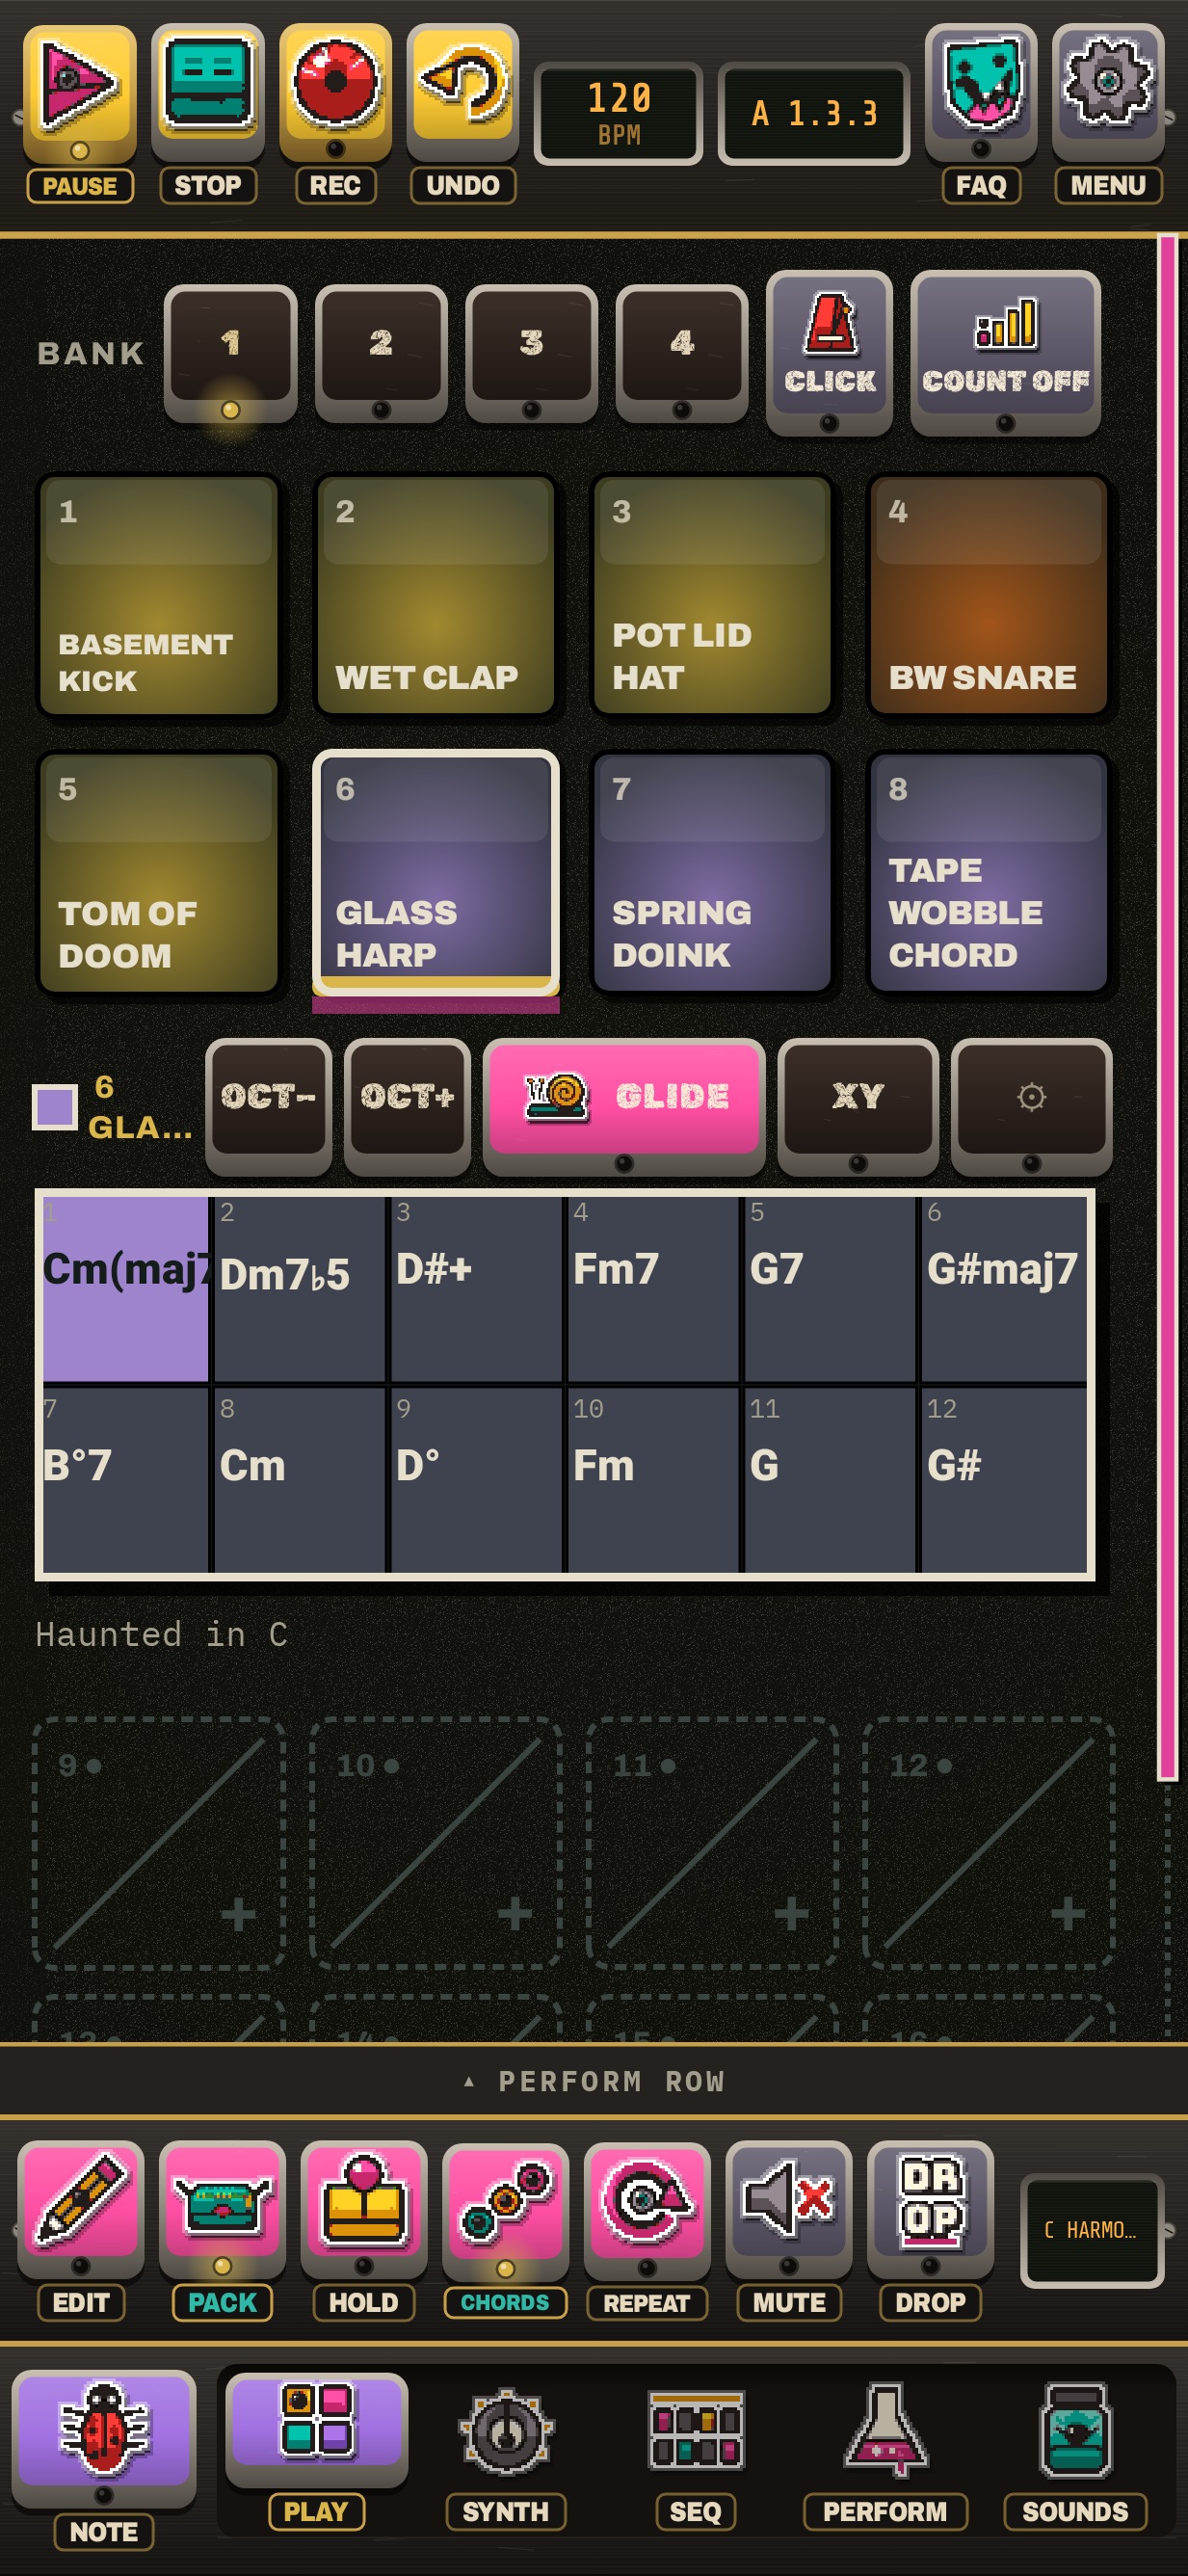 120
BPM
A 1.3.3
PAUSE
STOP
REC
UNDO
FAQ
MENU
BANK
1
2
3
4
CLICK
COUNT OFF
1
BASEMENT
KICK
2
WET CLAP
3
POT LID
HAT
4
BW SNARE
5
TOM OF
DOOM
6
GLASS
HARP
7
SPRING
DOINK
8
TAPE
WOBBLE
CHORD
6
GLA...
OCT-
OCT+
GLIDE
XY
1
Cm(maj7
2
Dm7♭5
3
D#+
4
Fm7
5
G7
6
G#maj7
7
B°7
8
Cm
9
D°
10
Fm
11
G
12
G#
Haunted in C
9
10
11
12
13
14
15
16
PERFORM ROW
DROP
C HARMO...
EDIT
PACK
HOLD
CHORDS
REPEAT
MUTE
DROP
NOTE
PLAY
SYNTH
SEQ
PERFORM
SOUNDS